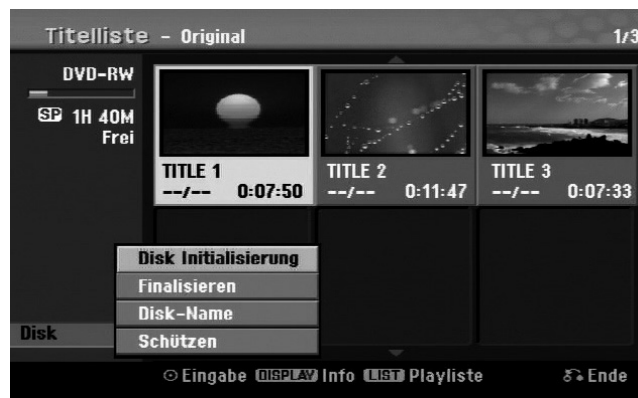 Titelliste - Original 1/3
DVD-RW
SP 1H 40M
Frei
TITLE 1
--/-- 0:07:50
TITLE 2
--/-- 0:11:47
TITLE 3
--/-- 0:07:33
Disk
Disk Initialisierung
Finalisieren
Disk-Name
Schützen
Eingabe DISPLAY Info LIST Playliste Ende